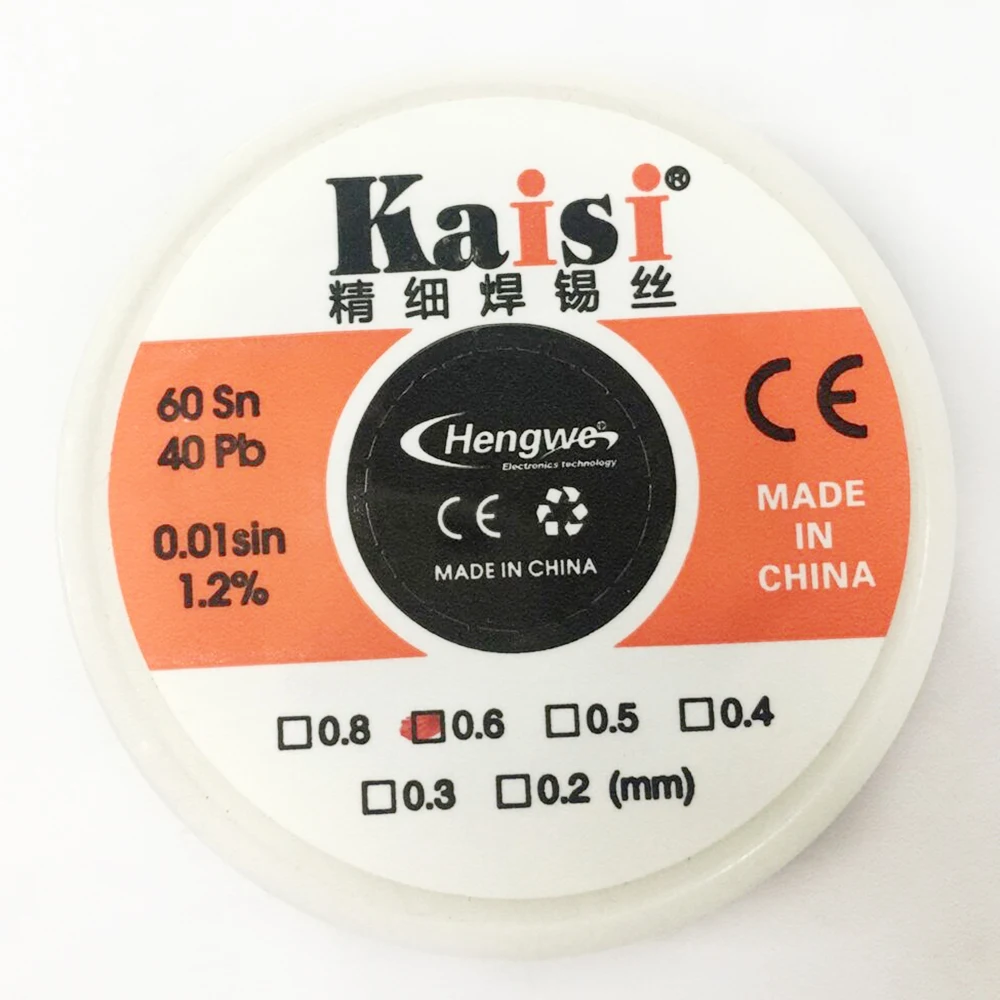 Kaisi®
精细焊锡丝
60 Sn
40 Pb
0.01sin
1.2%
Hengwei®
Electronics technology
CE
MADE IN CHINA
CE
MADE
IN
CHINA
0.8 0.6 0.5 0.4
0.3 0.2 (mm)